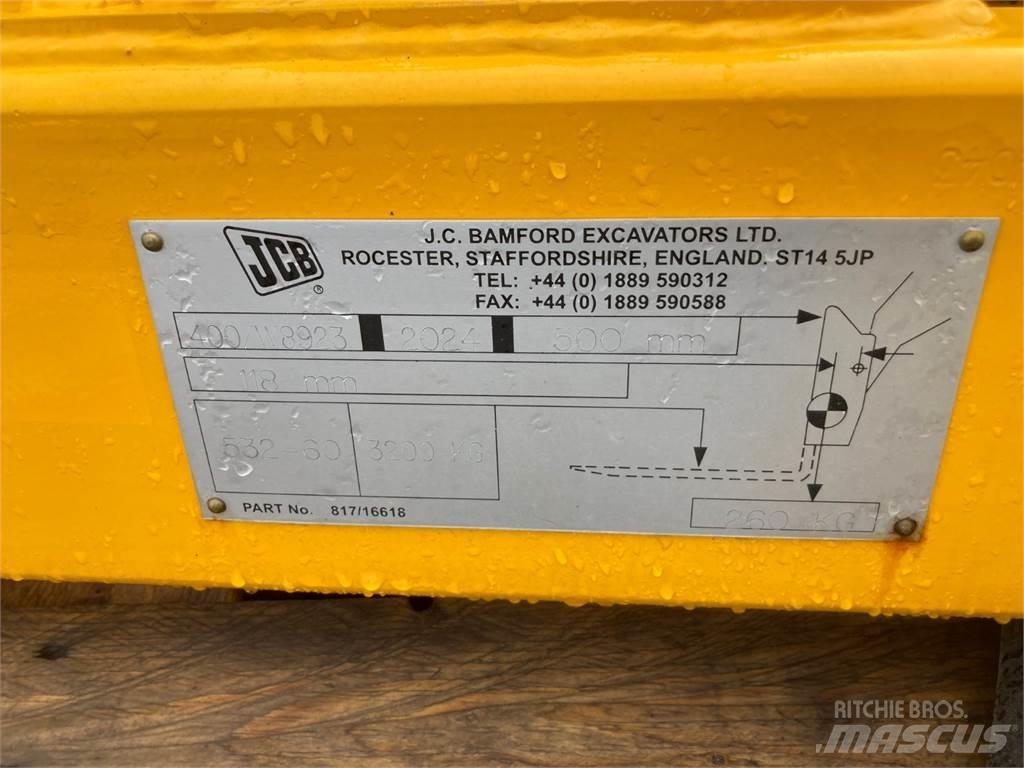 JCB
®
J.C. BAMFORD EXCAVATORS LTD.
ROCESTER, STAFFORDSHIRE, ENGLAND. ST14 5JP
TEL: +44 (0) 1889 590312
FAX: +44 (0) 1889 590588
2024 500 mm
118 mm
532-60 3200 KG
260 KG
PART No. 817/16618
RITCHIE BROS.
MASCUS